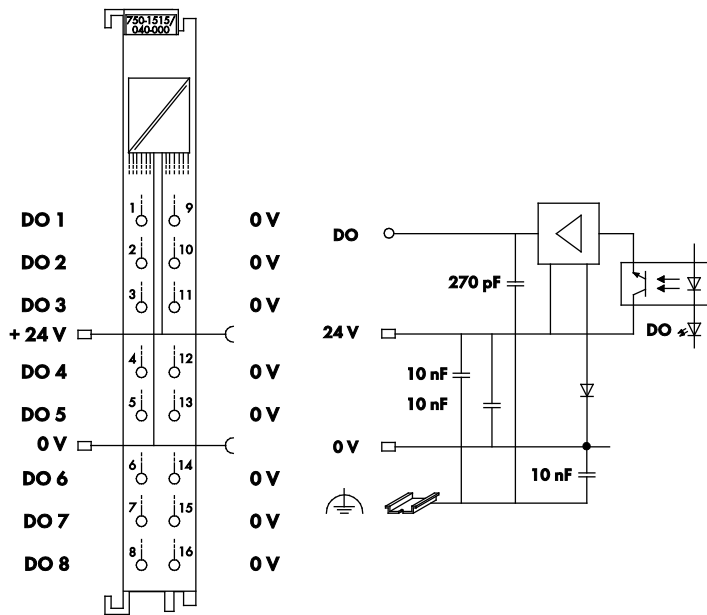 750-1515/
040-000
DO 1 1 9 0 V
DO 2 2 10 0 V
DO 3 3 11 0 V
+ 24 V
DO 4 4 12 0 V
DO 5 5 13 0 V
0 V
DO 6 6 14 0 V
DO 7 7 15 0 V
DO 8 8 16 0 V
DO
270 pF
24 V
DO
10 nF
10 nF
0 V
10 nF